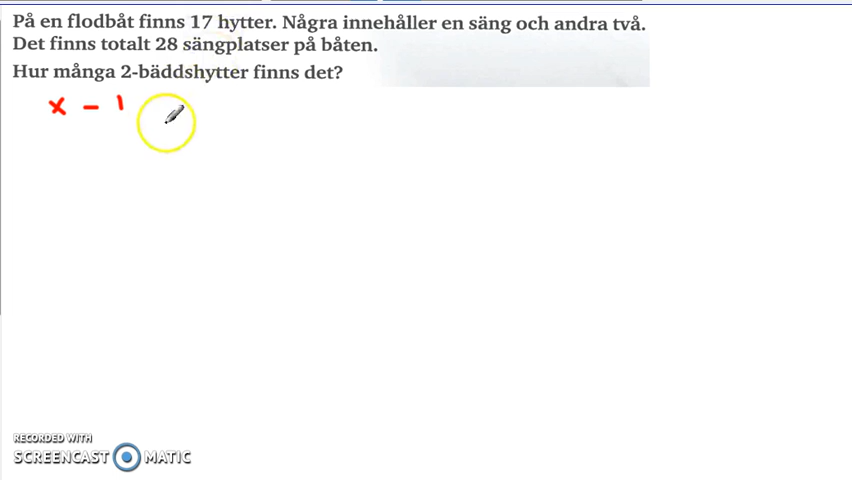 På en flodbåt finns 17 hytter. Några innehåller en säng och andra två.
Det finns totalt 28 sängplatser på båten.
Hur många 2-bäddshytter finns det?
x – 1
RECORDED WITH
SCREENCAST MATIC